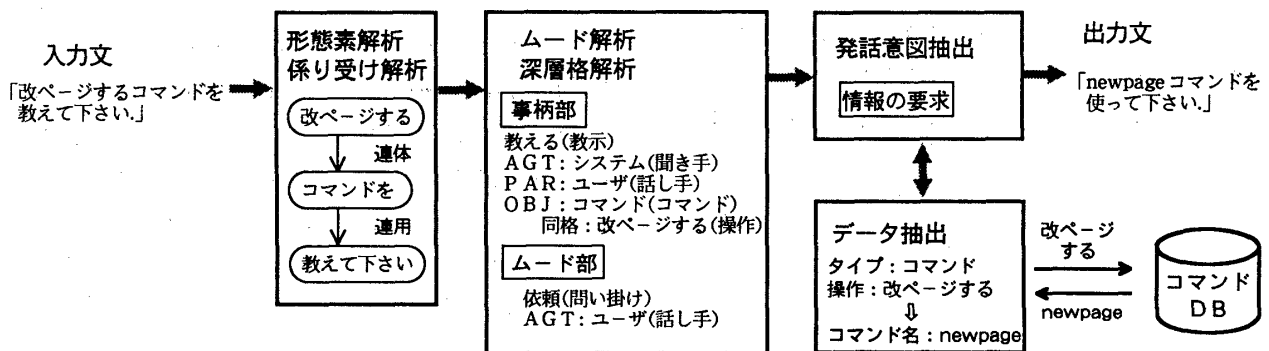 入力文
「改ページするコマンドを
教えて下さい.」
形態素解析
係り受け解析
改ページする
連体
コマンドを
連用
教えて下さい
ムード解析
深層格解析
事柄部
教える(教示)
AGT:システム(聞き手)
PAR:ユーザ(話し手)
OBJ:コマンド(コマンド)
同格:改ページする(操作)
ムード部
依頼(問い掛け)
AGT:ユーザ(話し手)
発話意図抽出
情報の要求
データ抽出
タイプ:コマンド
操作:改ページする
⇩
コマンド名:newpage
出力文
「newpageコマンドを
使って下さい.」
改ページ
する
newpage
コマンド
DB